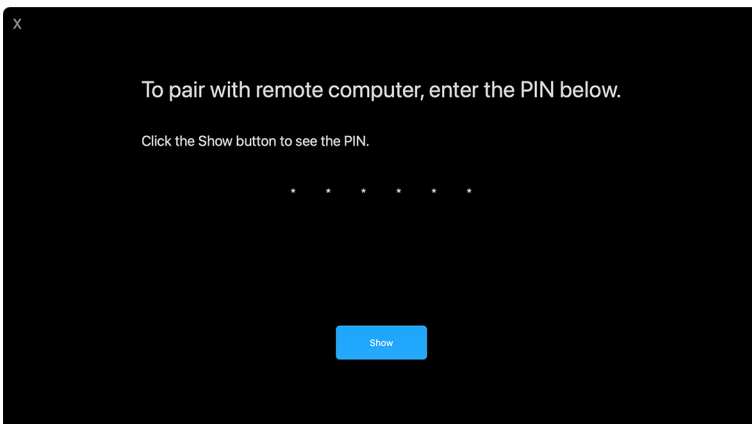 X
To pair with remote computer, enter the PIN below.
Click the Show button to see the PIN.
* * * * * *
Show